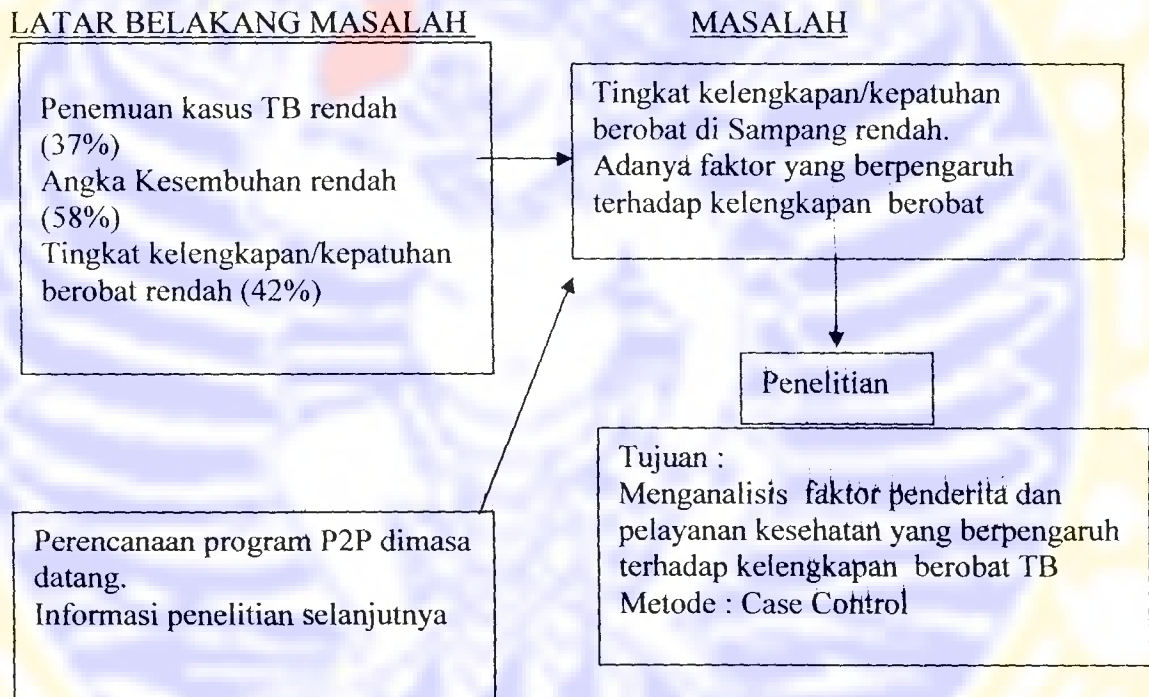 LATAR BELAKANG MASALAH
Penemuan kasus TB rendah
(37%)
Angka Kesembuhan rendah
(58%)
Tingkat kelengkapan/kepatuhan
berobat rendah (42%)
MASALAH
Tingkat kelengkapan/kepatuhan
berobat di Sampang rendah.
Adanya faktor yang berpengaruh
terhadap kelengkapan berobat
Penelitian
Tujuan :
Menganalisis faktor penderita dan
pelayanan kesehatan yang berpengaruh
terhadap kelengkapan berobat TB
Metode : Case Control
Perencanaan program P2P dimasa
datang.
Informasi penelitian selanjutnya